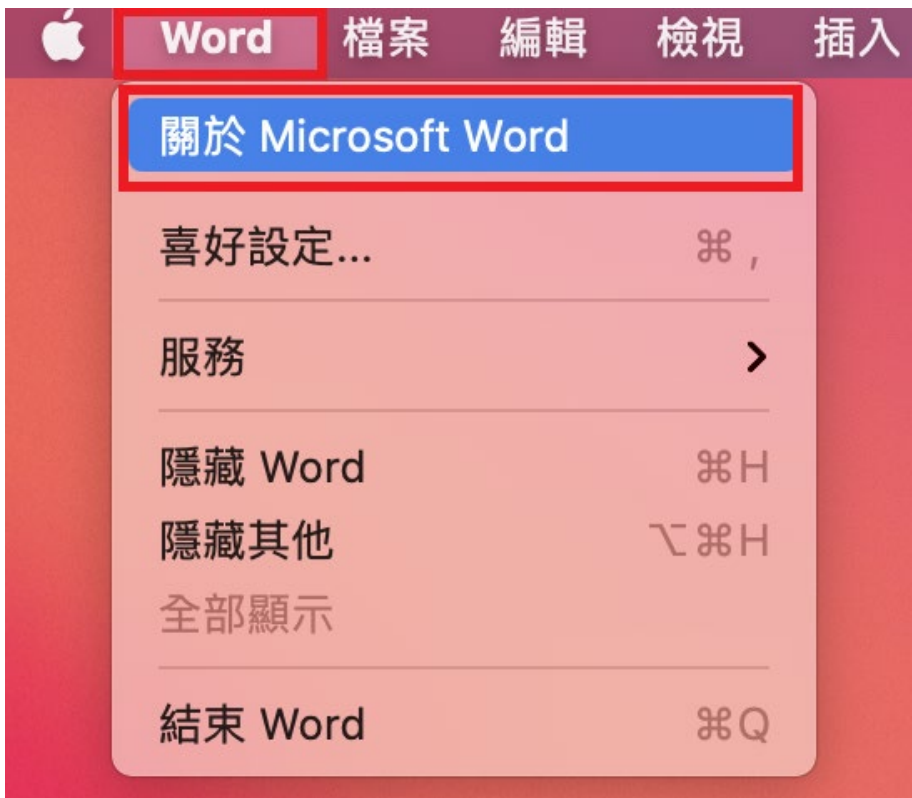 Word 檔案 編輯 檢視 插入
關於 Microsoft Word
喜好設定... ⌘ ,
服務
隱藏 Word ⌘H
隱藏其他 ⌥⌘H
全部顯示
結束 Word ⌘Q